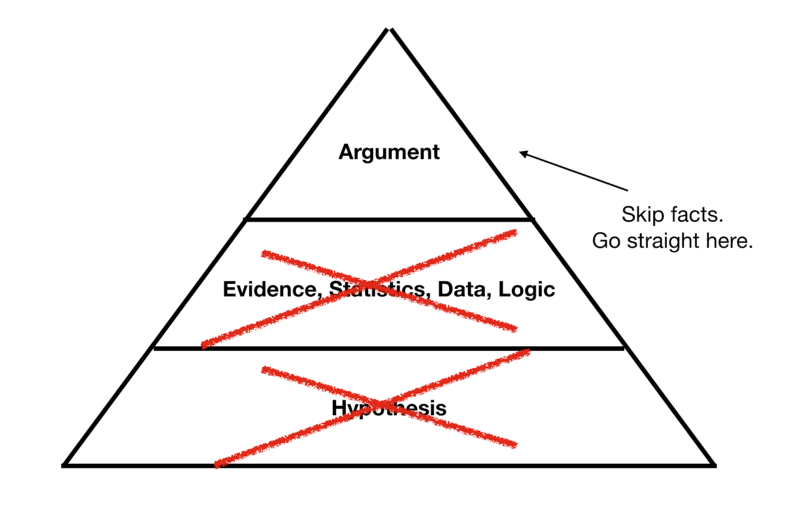 Argument
Skip facts.
Go straight here.
Evidence, Statistics, Data, Logic
Hypothesis